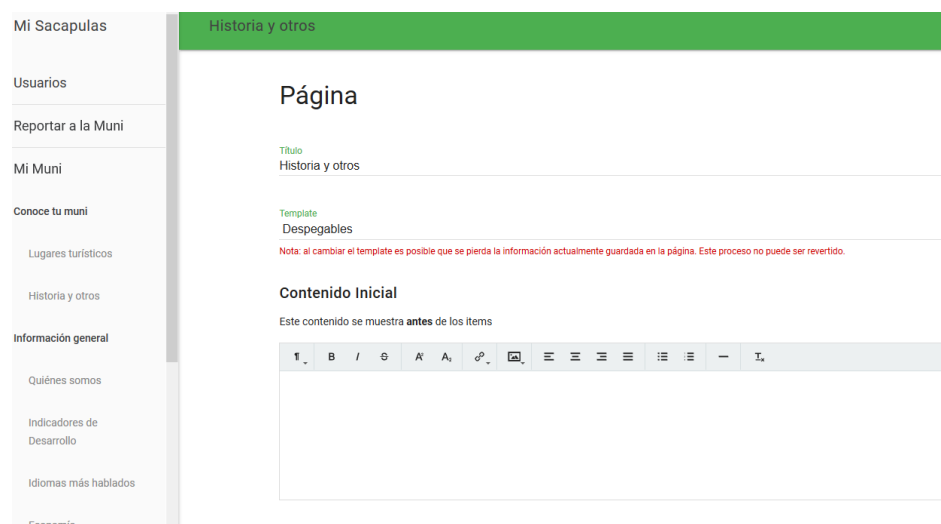 Mi Sacapulas
Historia y otros
Usuarios
Reportar a la Muni
Mi Muni
Conoce tu muni
Lugares turísticos
Historia y otros
Información general
Quiénes somos
Indicadores de
Desarrollo
Idiomas más hablados
Economía
Página
Título
Historia y otros
Template
Despegables
Nota: al cambiar el template es posible que se pierda la información actualmente guardada en la página. Este proceso no puede ser revertido.
Contenido Inicial
Este contenido se muestra antes de los items